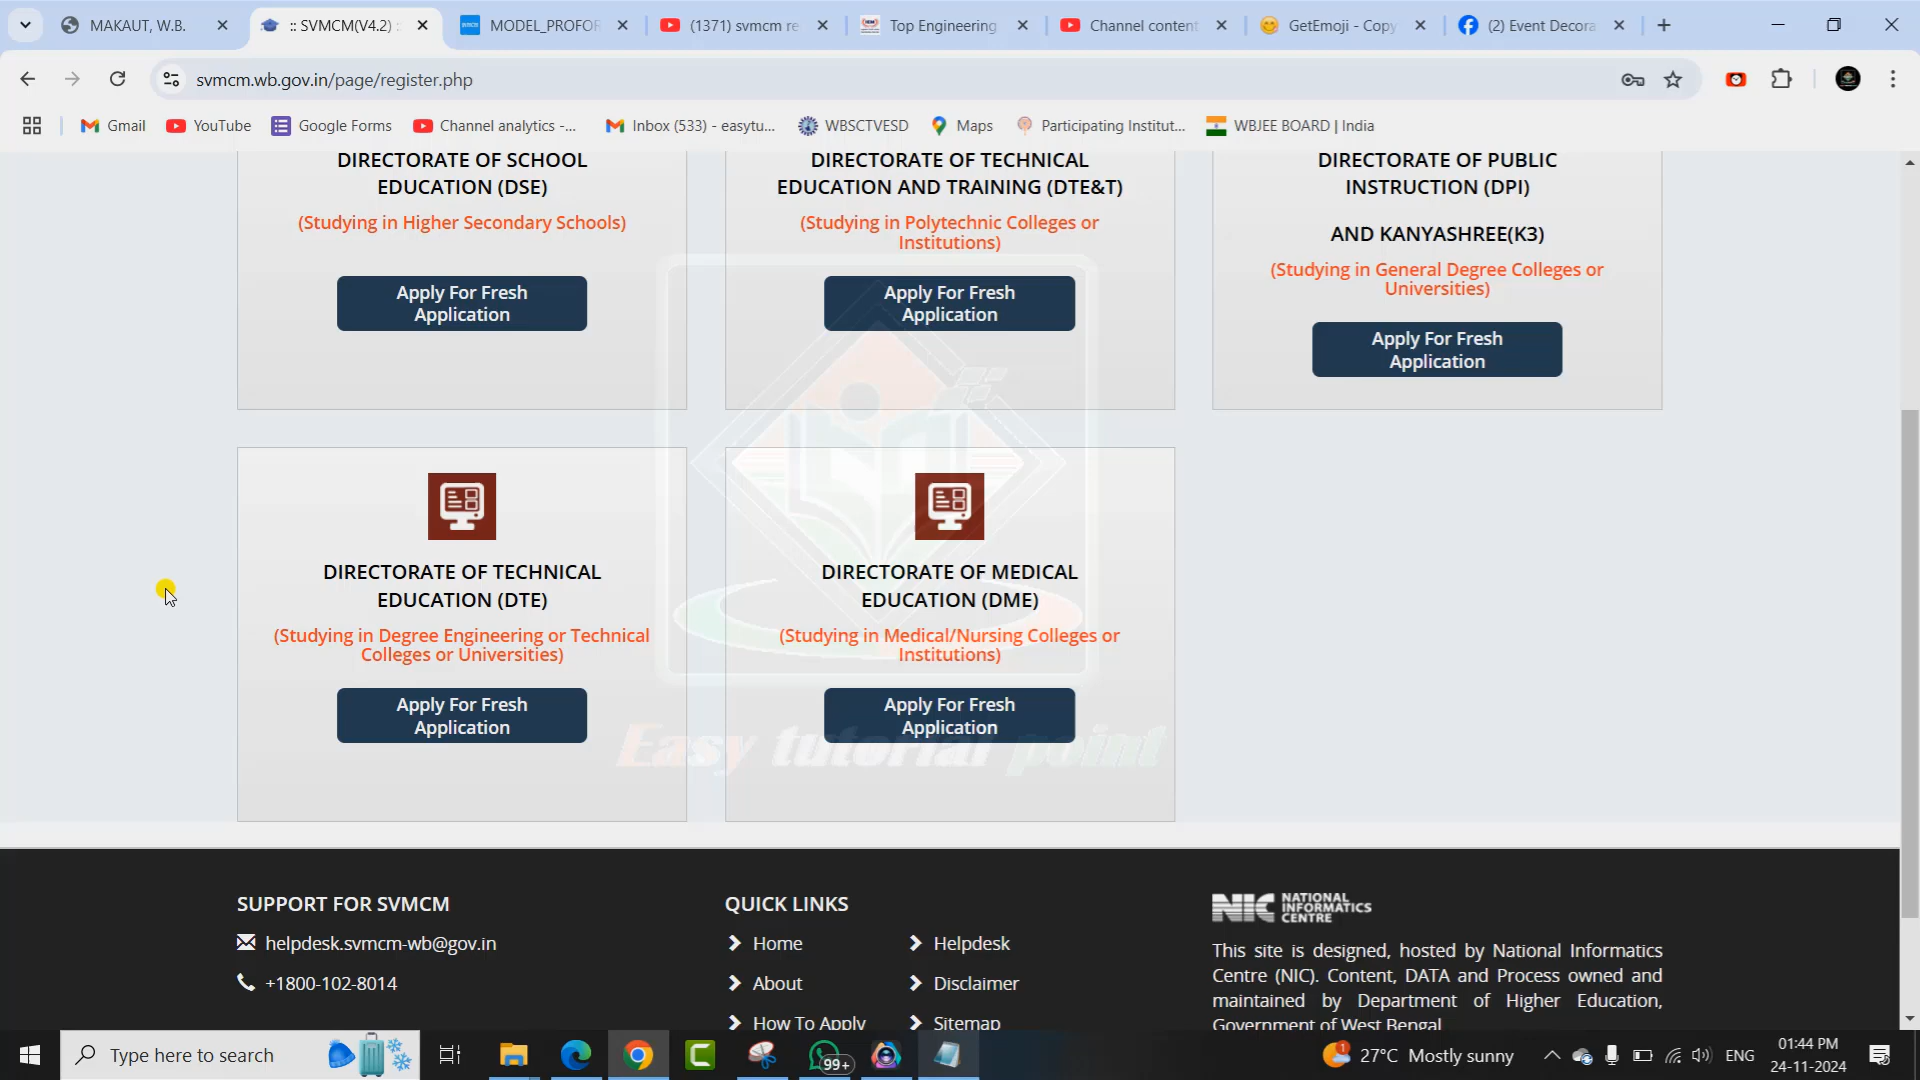 MAKAUT, W.B.
:: SVMCM(V4.2) ::
MODEL_PROFOR
(1371) svmcm re
Top Engineering
Channel content
GetEmoji - Copy
(2) Event Decora
svmcm.wb.gov.in/page/register.php
Gmail
YouTube
Google Forms
Channel analytics -...
Inbox (533) - easytu...
WBSCTVESD
Maps
Participating Institut...
WBJEE BOARD | India
DIRECTORATE OF SCHOOL
EDUCATION (DSE)
(Studying in Higher Secondary Schools)
Apply For Fresh
Application
DIRECTORATE OF TECHNICAL
EDUCATION AND TRAINING (DTE&T)
(Studying in Polytechnic Colleges or
Institutions)
Apply For Fresh
Application
DIRECTORATE OF PUBLIC
INSTRUCTION (DPI)
AND KANYASHREE(K3)
(Studying in General Degree Colleges or
Universities)
Apply For Fresh
Application
DIRECTORATE OF TECHNICAL
EDUCATION (DTE)
(Studying in Degree Engineering or Technical
Colleges or Universities)
Apply For Fresh
Application
DIRECTORATE OF MEDICAL
EDUCATION (DME)
(Studying in Medical/Nursing Colleges or
Institutions)
Apply For Fresh
Application
Easy tutorial point
SUPPORT FOR SVMCM
helpdesk.svmcm-wb@gov.in
+1800-102-8014
QUICK LINKS
Home
Helpdesk
About
Disclaimer
How To Apply
Sitemap
NIC NATIONAL
INFORMATICS
CENTRE
This site is designed, hosted by National Informatics
Centre (NIC). Content, DATA and Process owned and
maintained by Department of Higher Education,
Government of West Bengal
Type here to search
99+
1
27°C Mostly sunny
ENG
01:44 PM
24-11-2024